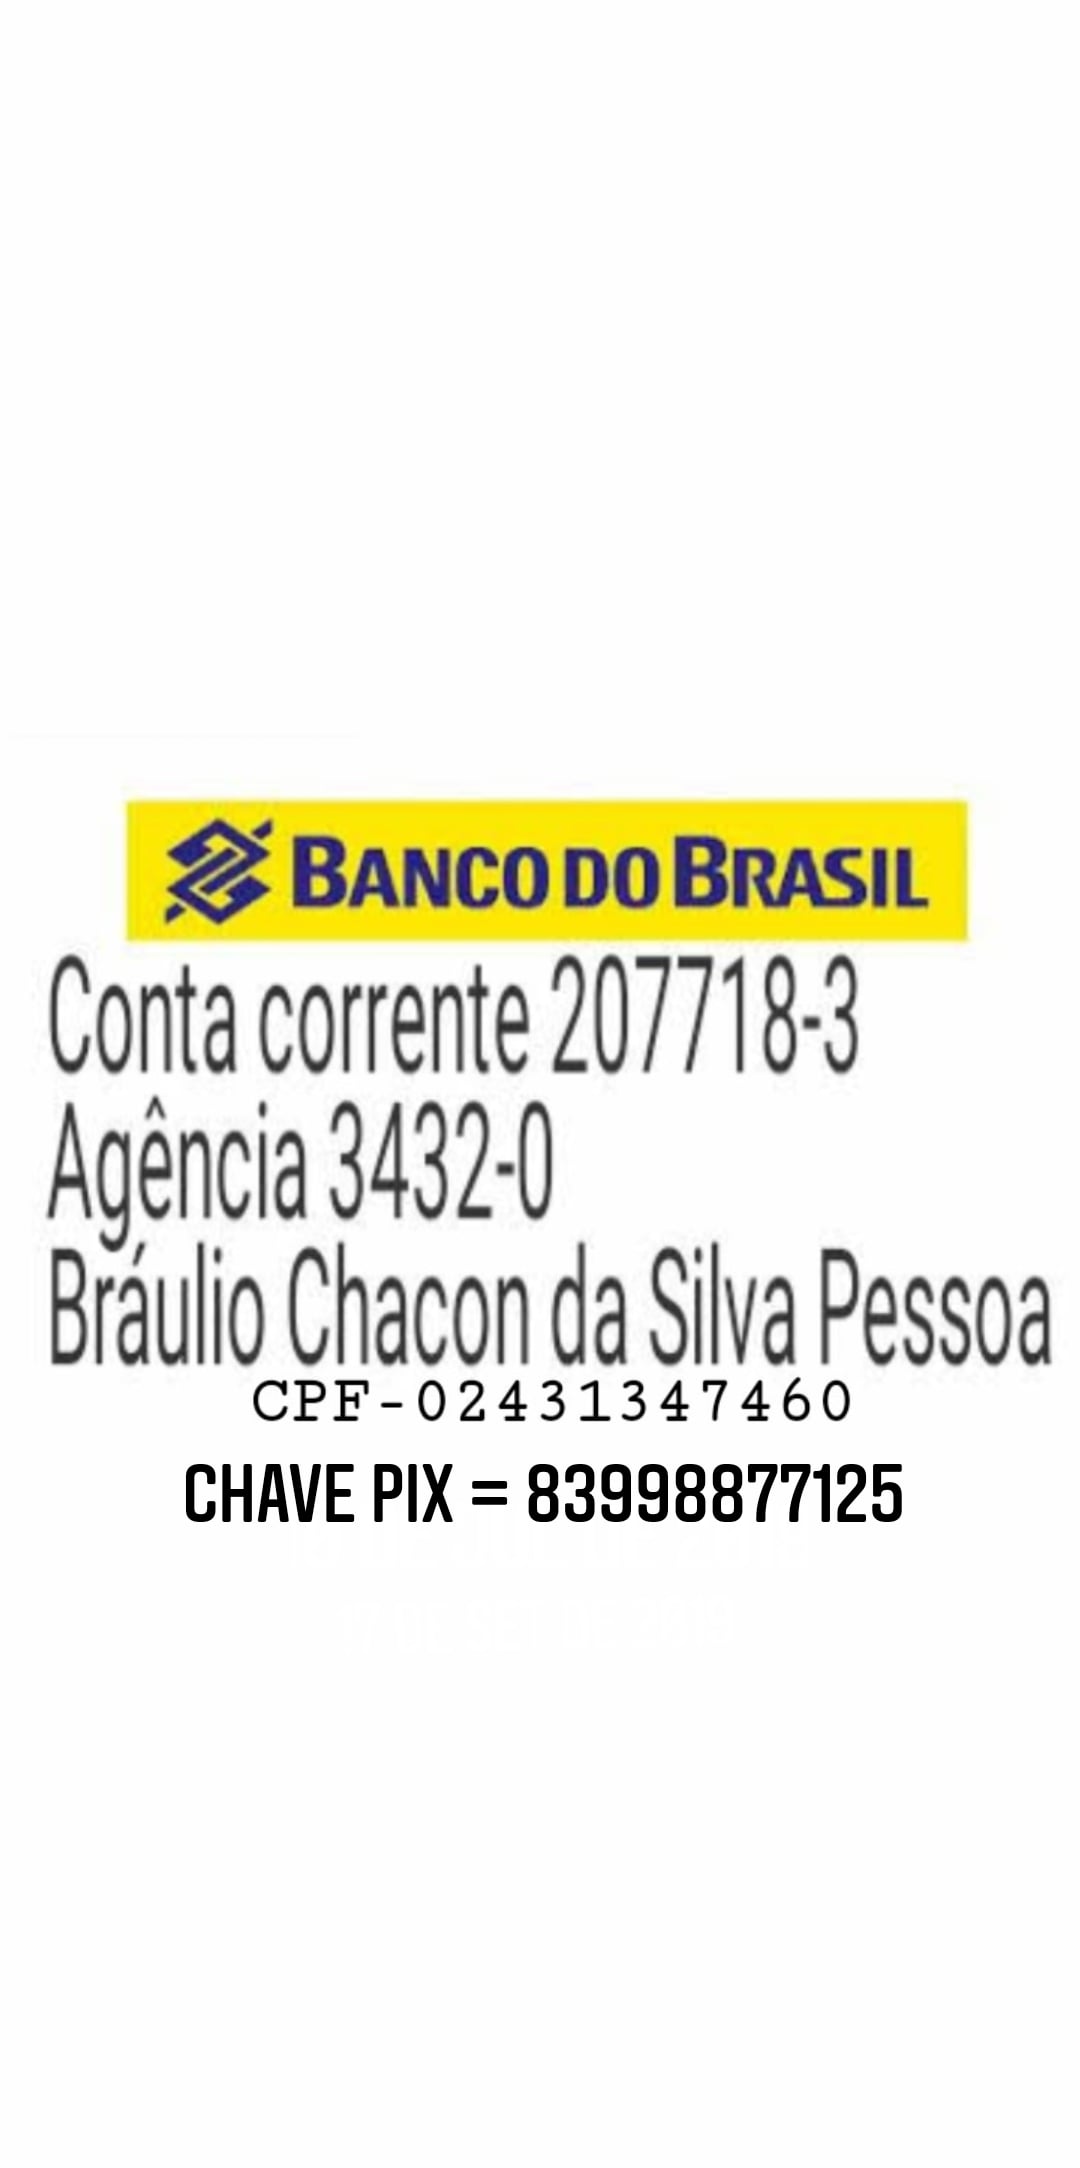 BANCO DO BRASIL
Conta corrente 207718-3
Agência 3432-0
Bráulio Chacon da Silva Pessoa
CPF-02431347460
CHAVE PIX = 83998877125